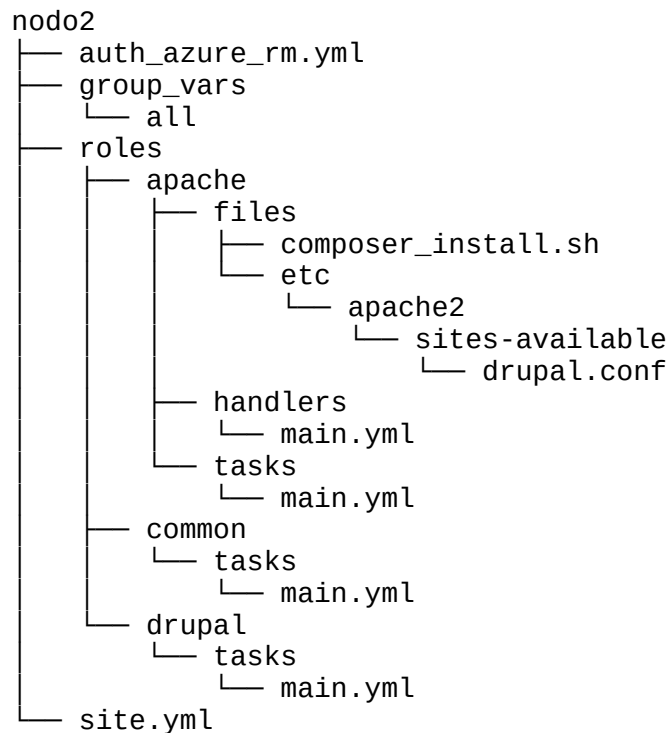 nodo2
├── auth_azure_rm.yml
├── group_vars
│   └── all
├── roles
│   ├── apache
│   │   ├── files
│   │   │   ├── composer_install.sh
│   │   │   └── etc
│   │   │       └── apache2
│   │   │           └── sites-available
│   │   │               └── drupal.conf
│   │   ├── handlers
│   │   │   └── main.yml
│   │   └── tasks
│   │       └── main.yml
│   ├── common
│   │   └── tasks
│   │       └── main.yml
│   └── drupal
│       └── tasks
│           └── main.yml
└── site.yml